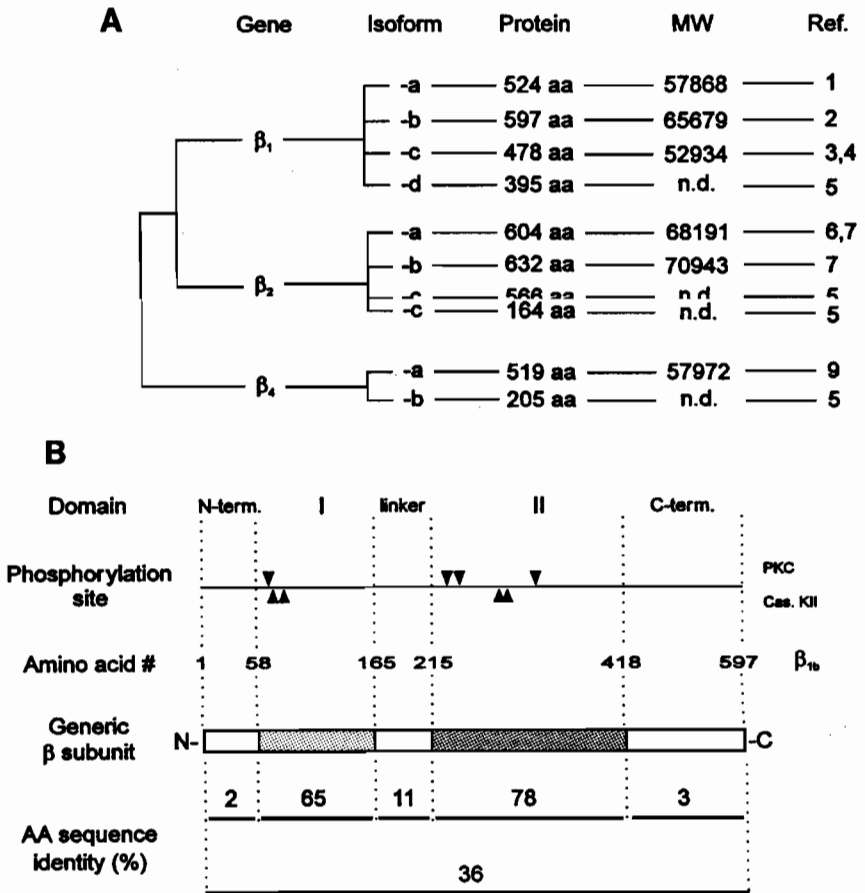 A
Gene Isoform Protein MW Ref.
β₁
-a 524 aa 57868 1
-b 597 aa 65679 2
-c 478 aa 52934 3,4
-d 395 aa n.d. 5
β₂
-a 604 aa 68191 6,7
-b 632 aa 70943 7
-c 566 aa n.d. 5
-c 164 aa n.d. 5
β₄
-a 519 aa 57972 9
-b 205 aa n.d. 5
B
Domain N-term. I linker II C-term.
Phosphorylation site
PKC
Cas. KII
Amino acid # 1 58 165 215 418 597 β₁b
Generic
β subunit N- -C
2 65 11 78 3
AA sequence
identity (%)
36